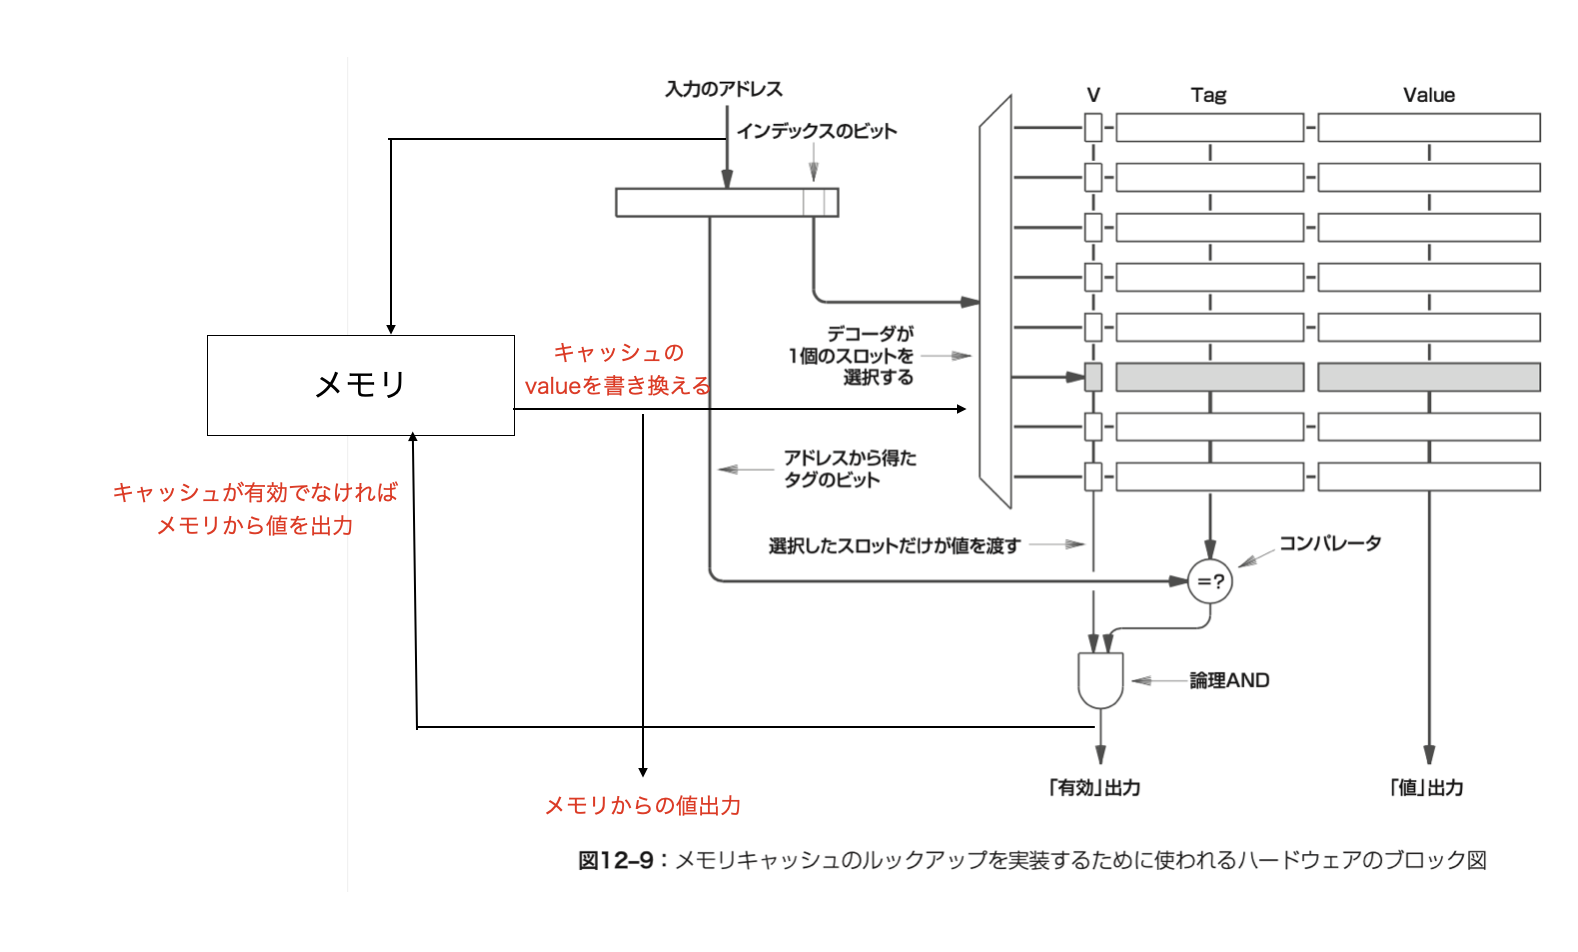 入力のアドレス
インデックスのビット
V
Tag
Value
デコーダが
1個のスロットを
選択する
メモリ
キャッシュの
valueを書き換える
アドレスから得た
タグのビット
キャッシュが有効でなければ
メモリから値を出力
選択したスロットだけが値を渡す
コンパレータ
=?
論理AND
メモリからの値出力
「有効」出力
「値」出力
図12–9：メモリキャッシュのルックアップを実装するために使われるハードウェアのブロック図